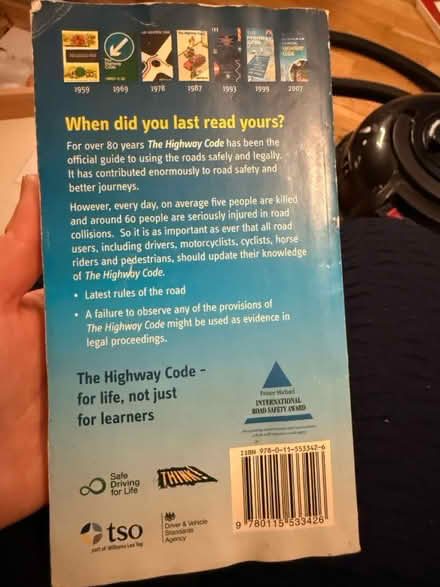 1959 1969 1978 1987 1993 1999 2007
When did you last read yours?
For over 80 years The Highway Code has been the
official guide to using the roads safely and legally.
It has contributed enormously to road safety and
better journeys.
However, every day, on average five people are killed
and around 60 people are seriously injured in road
collisions. So it is as important as ever that all road
users, including drivers, motorcyclists, cyclists, horse
riders and pedestrians, should update their knowledge
of The Highway Code.
• Latest rules of the road
• A failure to observe any of the provisions of
The Highway Code might be used as evidence in
legal proceedings.
The Highway Code –
for life, not just
for learners
Prince Michael
INTERNATIONAL
ROAD SAFETY AWARD
Safe
Driving
for Life
THINK!
ISBN 978-0-11-553342-6
9 780115 533426
tso
part of Williams Lea Tag
Driver & Vehicle
Standards
Agency